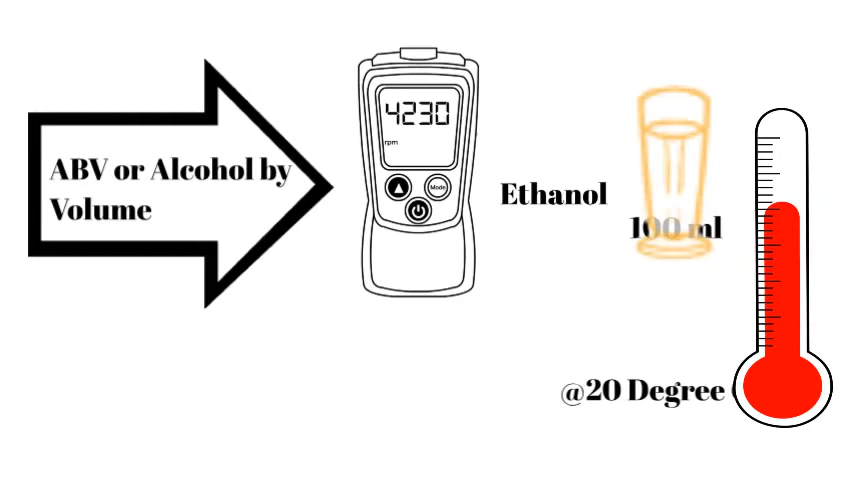 ABV or Alcohol by
Volume
4230
rpm
Mode
Ethanol
100 ml
@20 Degree